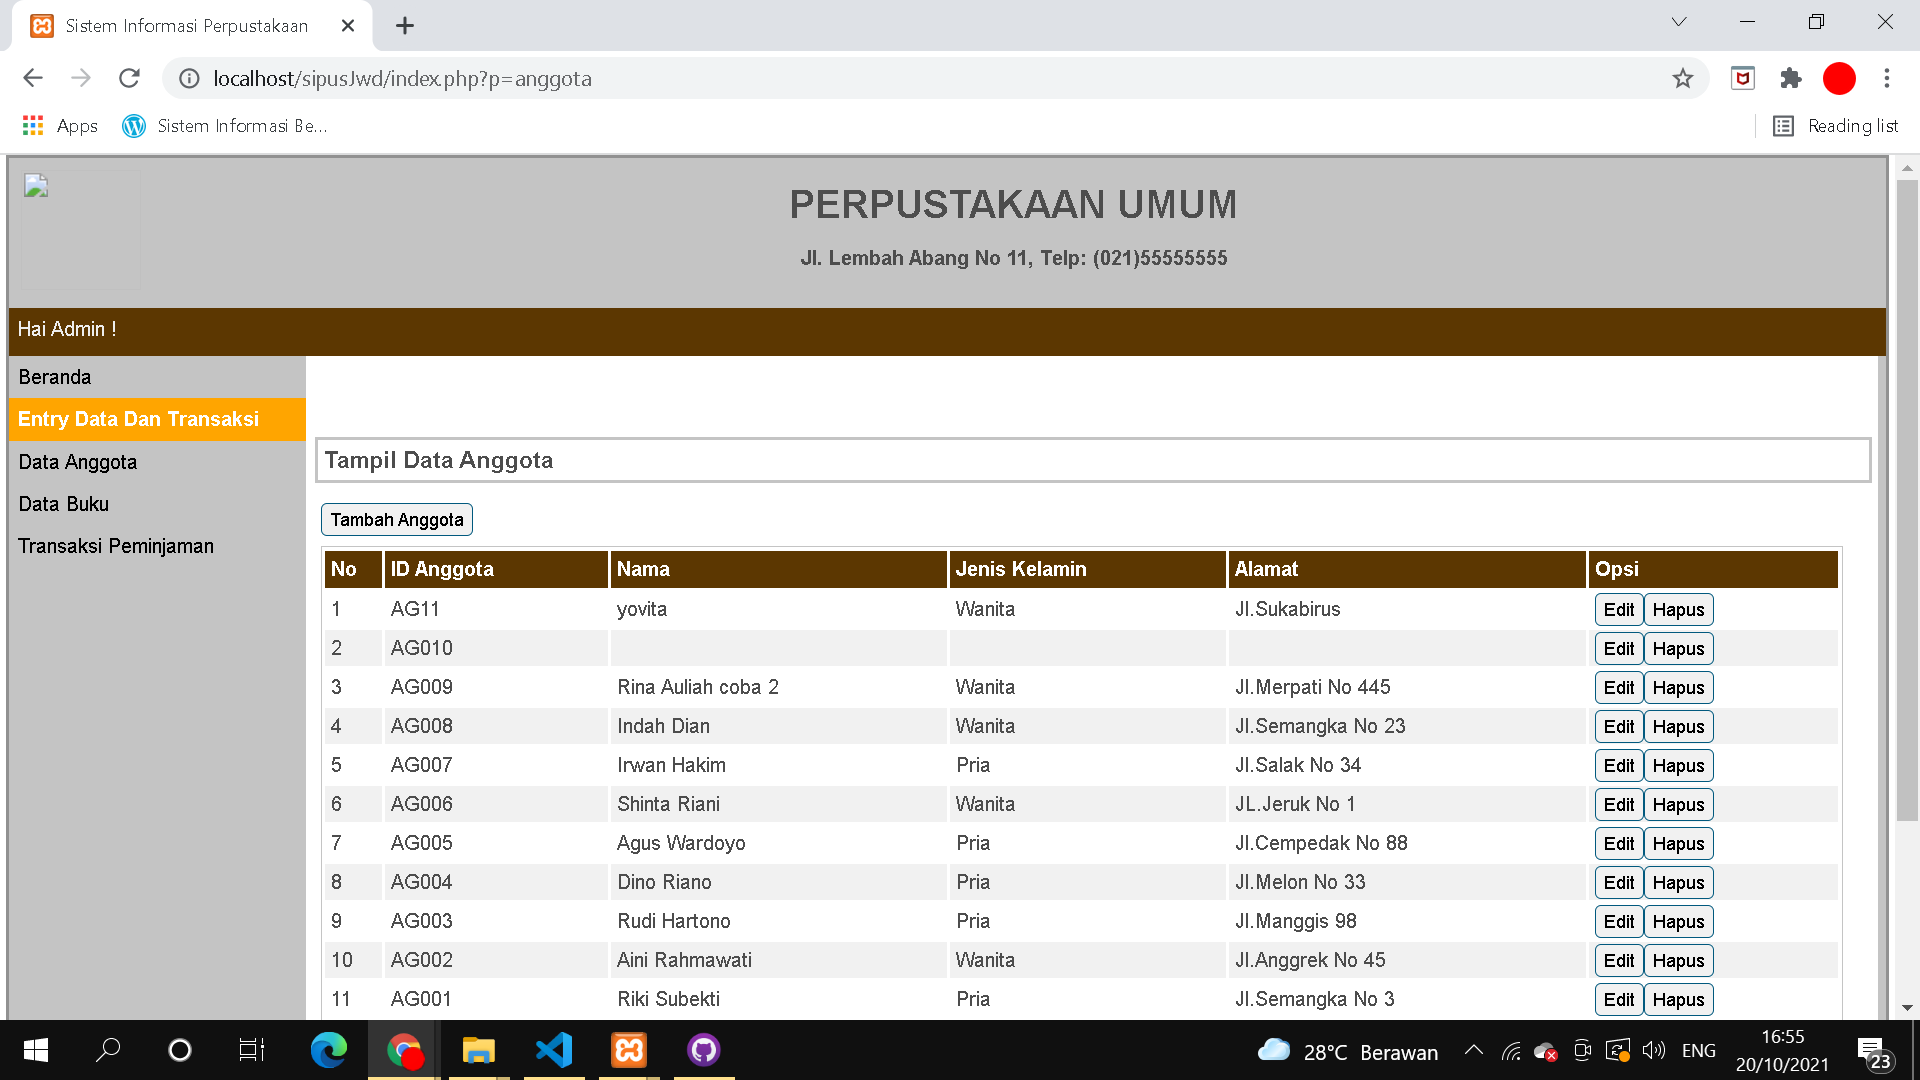 Sistem Informasi Perpustakaan
localhost/sipusJwd/index.php?p=anggota
Apps
Sistem Informasi Be...
Reading list
PERPUSTAKAAN UMUM
Jl. Lembah Abang No 11, Telp: (021)55555555
Hai Admin !
Beranda
Entry Data Dan Transaksi
Data Anggota
Data Buku
Transaksi Peminjaman
Tampil Data Anggota
Tambah Anggota
No ID Anggota Nama Jenis Kelamin Alamat Opsi
1 AG11 yovita Wanita Jl.Sukabirus Edit Hapus
2 AG010 Edit Hapus
3 AG009 Rina Auliah coba 2 Wanita Jl.Merpati No 445 Edit Hapus
4 AG008 Indah Dian Wanita Jl.Semangka No 23 Edit Hapus
5 AG007 Irwan Hakim Pria Jl.Salak No 34 Edit Hapus
6 AG006 Shinta Riani Wanita JL.Jeruk No 1 Edit Hapus
7 AG005 Agus Wardoyo Pria Jl.Cempedak No 88 Edit Hapus
8 AG004 Dino Riano Pria Jl.Melon No 33 Edit Hapus
9 AG003 Rudi Hartono Pria Jl.Manggis 98 Edit Hapus
10 AG002 Aini Rahmawati Wanita Jl.Anggrek No 45 Edit Hapus
11 AG001 Riki Subekti Pria Jl.Semangka No 3 Edit Hapus
28°C Berawan
ENG
16:55
20/10/2021
23